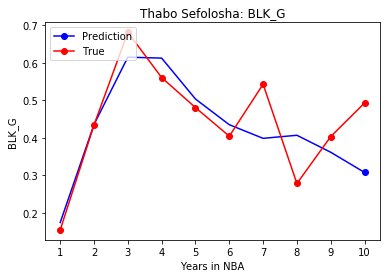 Thabo Sefolosha: BLK_G
Prediction
True
BLK_G
0.7
0.6
0.5
0.4
0.3
0.2
1 2 3 4 5 6 7 8 9 10
Years in NBA